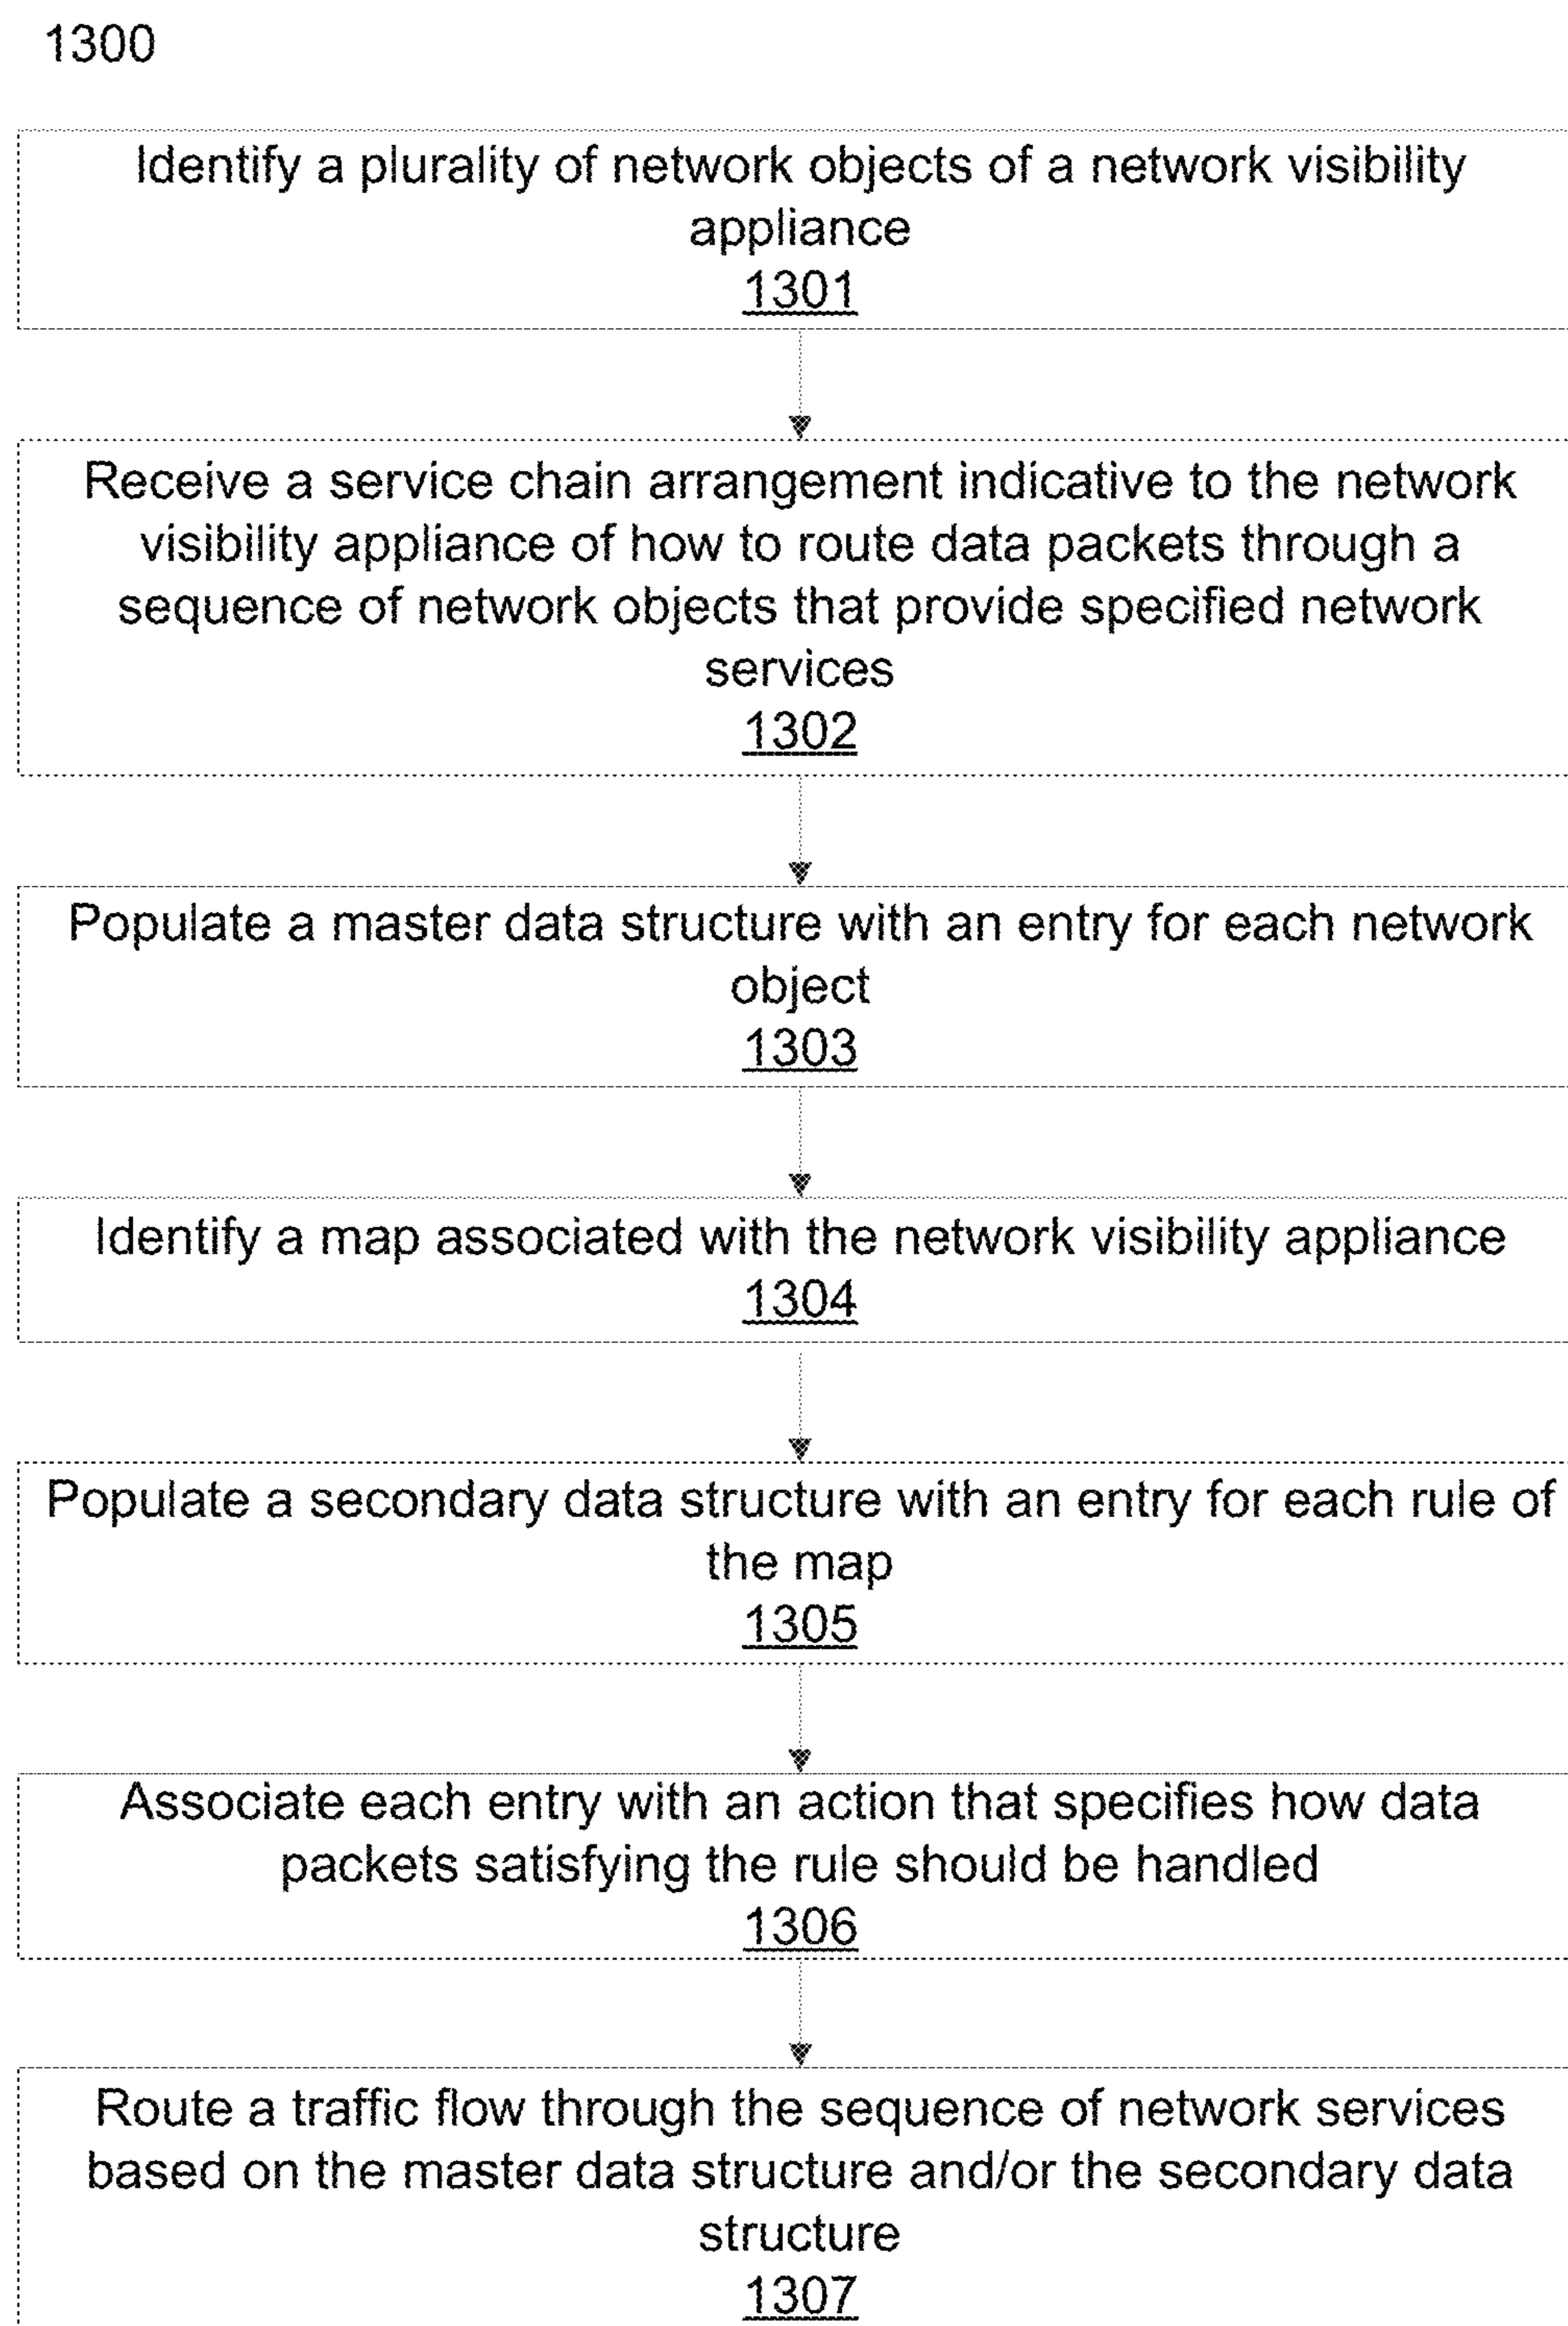 1300
Identify a plurality of network objects of a network visibility
appliance
1301
Receive a service chain arrangement indicative to the network
visibility appliance of how to route data packets through a
sequence of network objects that provide specified network
services
1302
Populate a master data structure with an entry for each network
object
1303
Identify a map associated with the network visibility appliance
1304
Populate a secondary data structure with an entry for each rule of
the map
1305
Associate each entry with an action that specifies how data
packets satisfying the rule should be handled
1306
Route a traffic flow through the sequence of network services
based on the master data structure and/or the secondary data
structure
1307